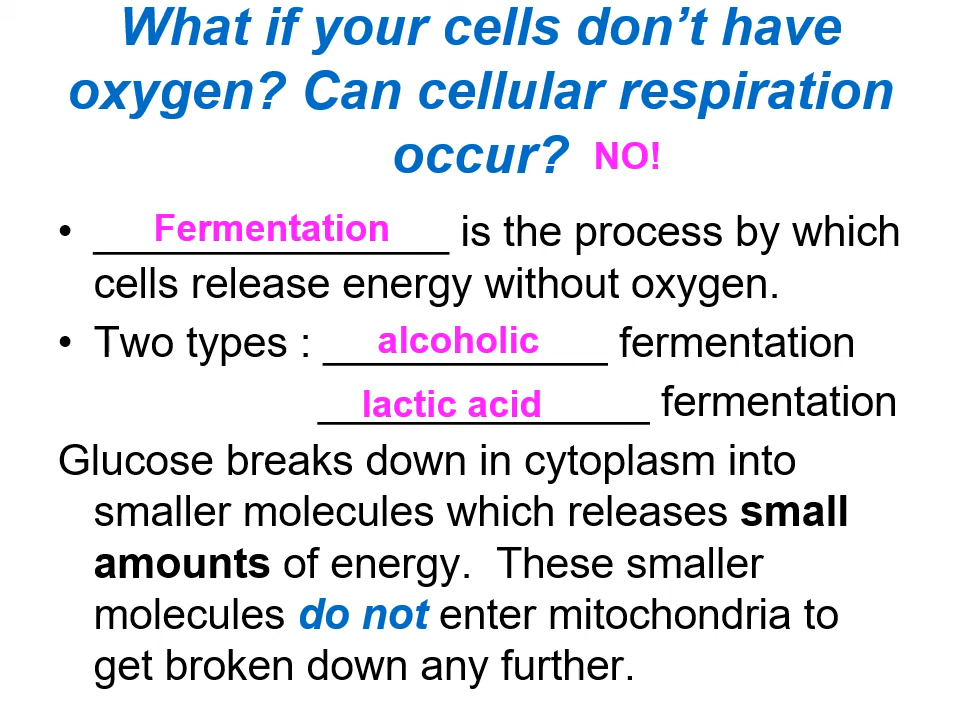 What if your cells don’t have
oxygen? Can cellular respiration
occur? NO!
• _______________ Fermentation is the process by which
cells release energy without oxygen.
• Two types : ____________ alcoholic fermentation
______________ lactic acid fermentation
Glucose breaks down in cytoplasm into
smaller molecules which releases small
amounts of energy.  These smaller
molecules do not enter mitochondria to
get broken down any further.